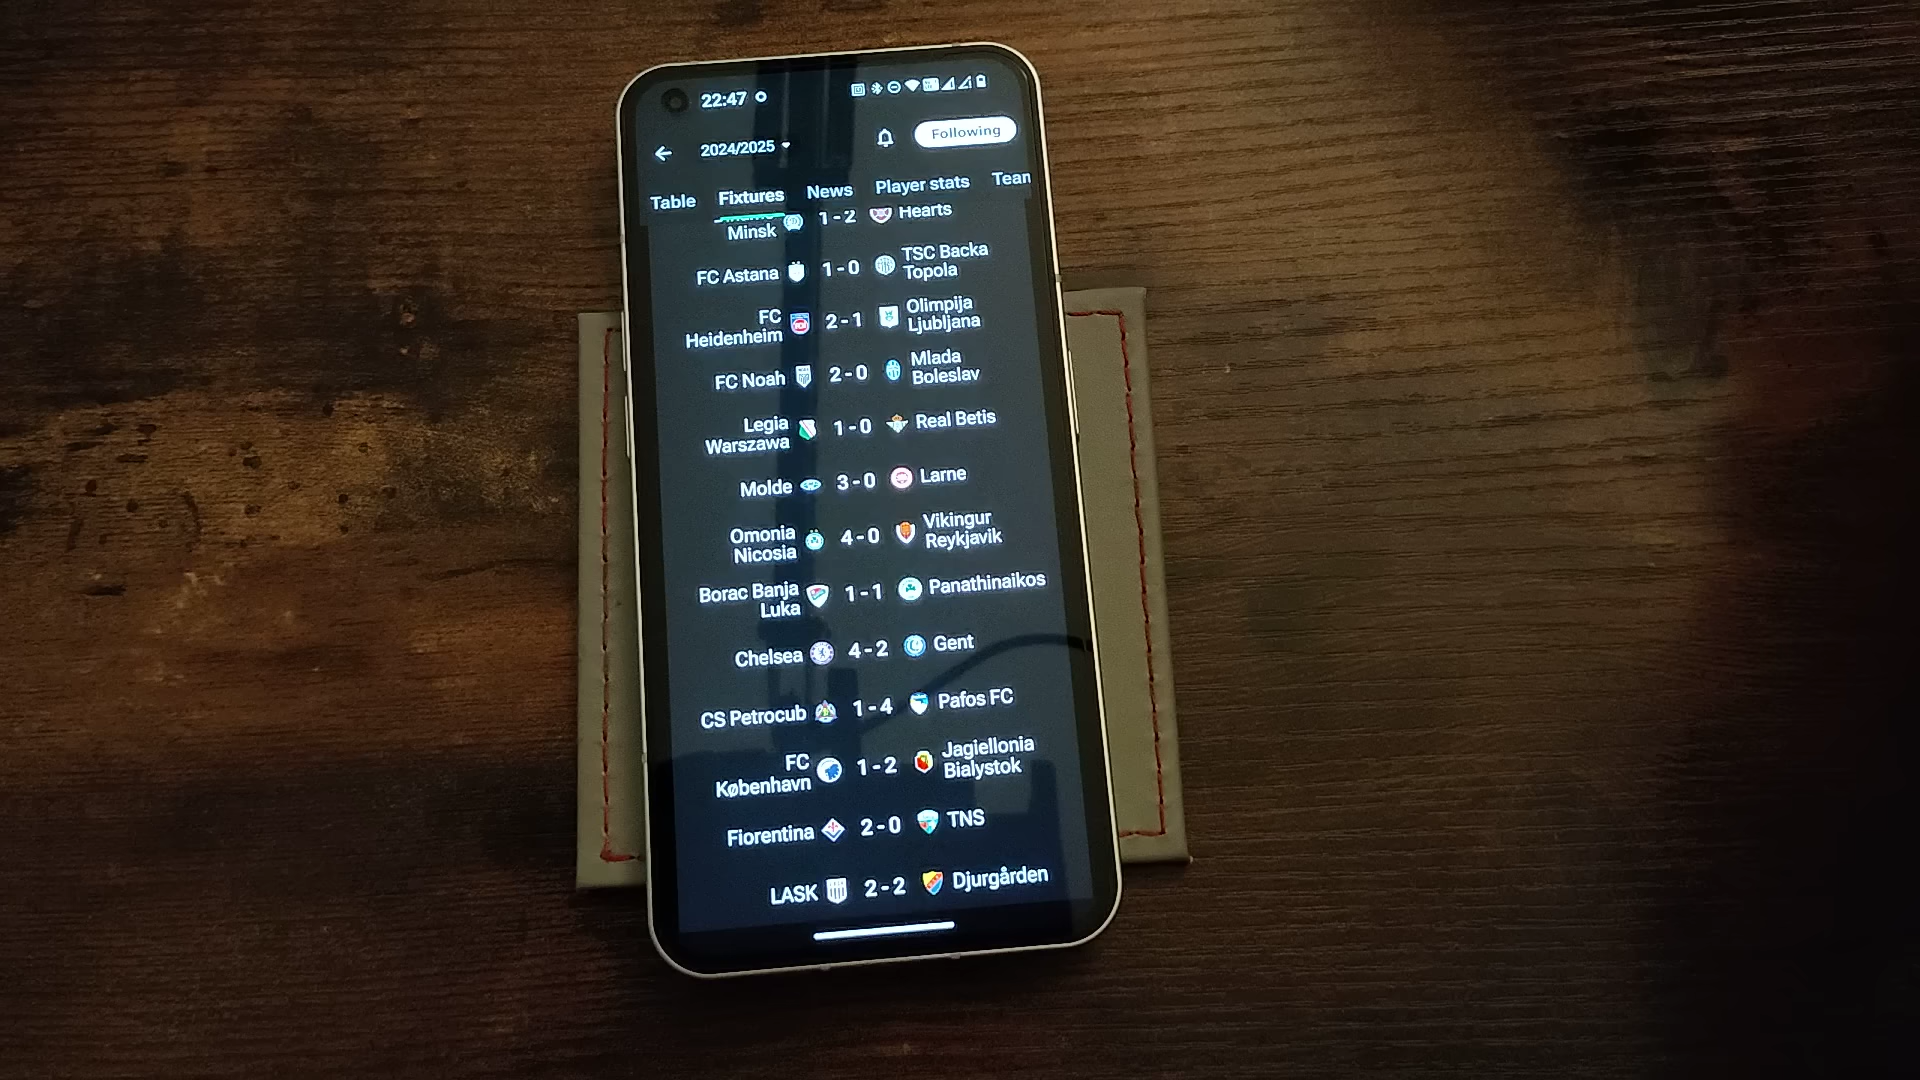 22:47
2024/2025
Following
Table Fixtures News Player stats Team
Minsk 1 - 2 Hearts
FC Astana 1 - 0 TSC Backa
Topola
FC
Heidenheim 2 - 1 Olimpija
Ljubljana
FC Noah 2 - 0 Mlada
Boleslav
Legia
Warszawa 1 - 0 Real Betis
Molde 3 - 0 Larne
Omonia
Nicosia 4 - 0 Vikingur
Reykjavik
Borac Banja
Luka 1 - 1 Panathinaikos
Chelsea 4 - 2 Gent
CS Petrocub 1 - 4 Pafos FC
FC
København 1 - 2 Jagiellonia
Bialystok
Fiorentina 2 - 0 TNS
LASK 2 - 2 Djurgården